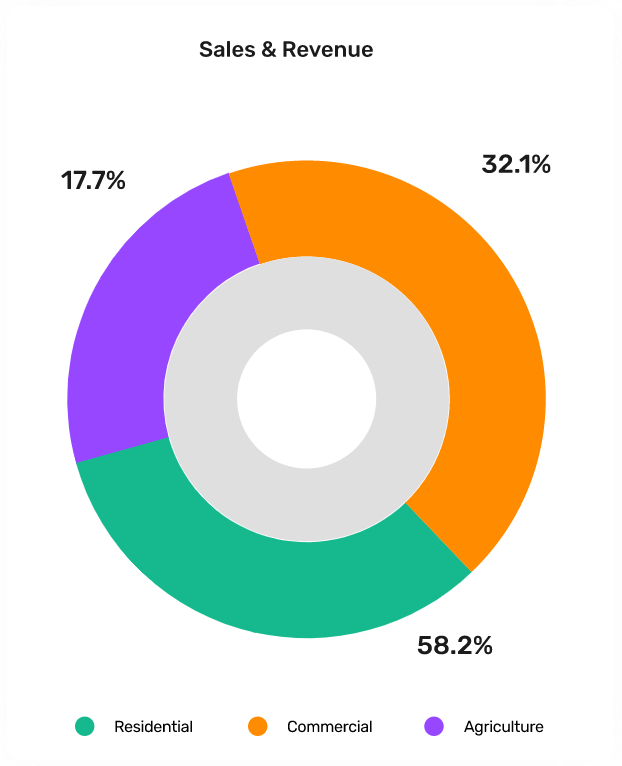 Sales & Revenue
32.1%
17.7%
58.2%
Residential
Commercial
Agriculture